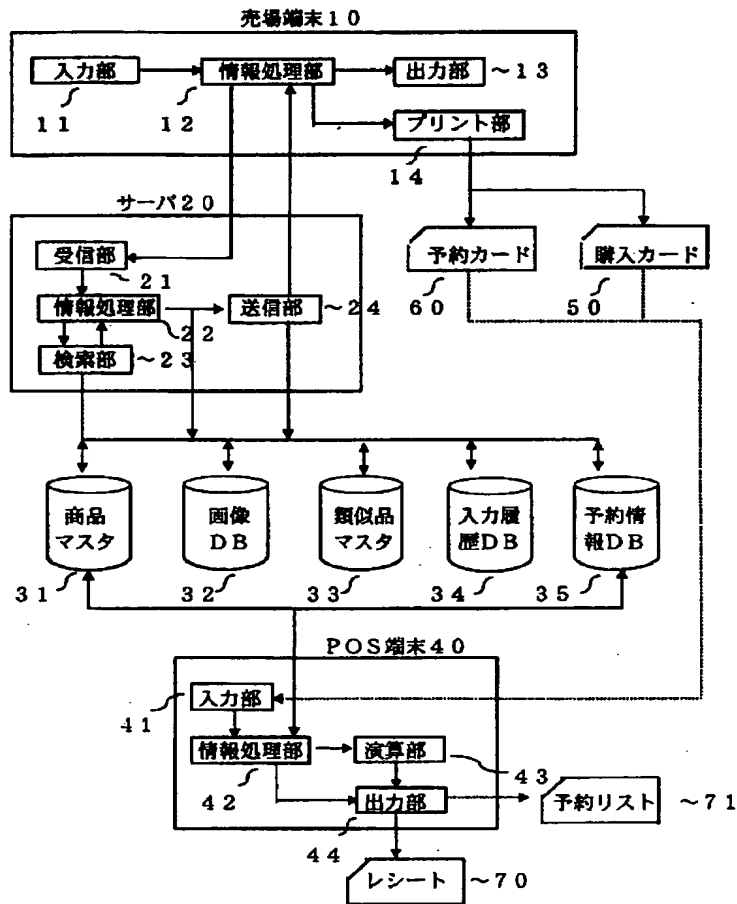 売場端末10
入力部
情報処理部
出力部
~13
11
12
プリント部
14
サーバ20
受信部
21
予約カード
購入カード
60
50
情報処理部
22
送信部
~24
検索部
~23
商品
マスタ
画像
DB
類似品
マスタ
入力履
歴DB
予約情
報DB
31
32
33
34
35
POS端末40
入力部
41
情報処理部
42
演算部
43
出力部
44
予約リスト
~71
レシート
~70